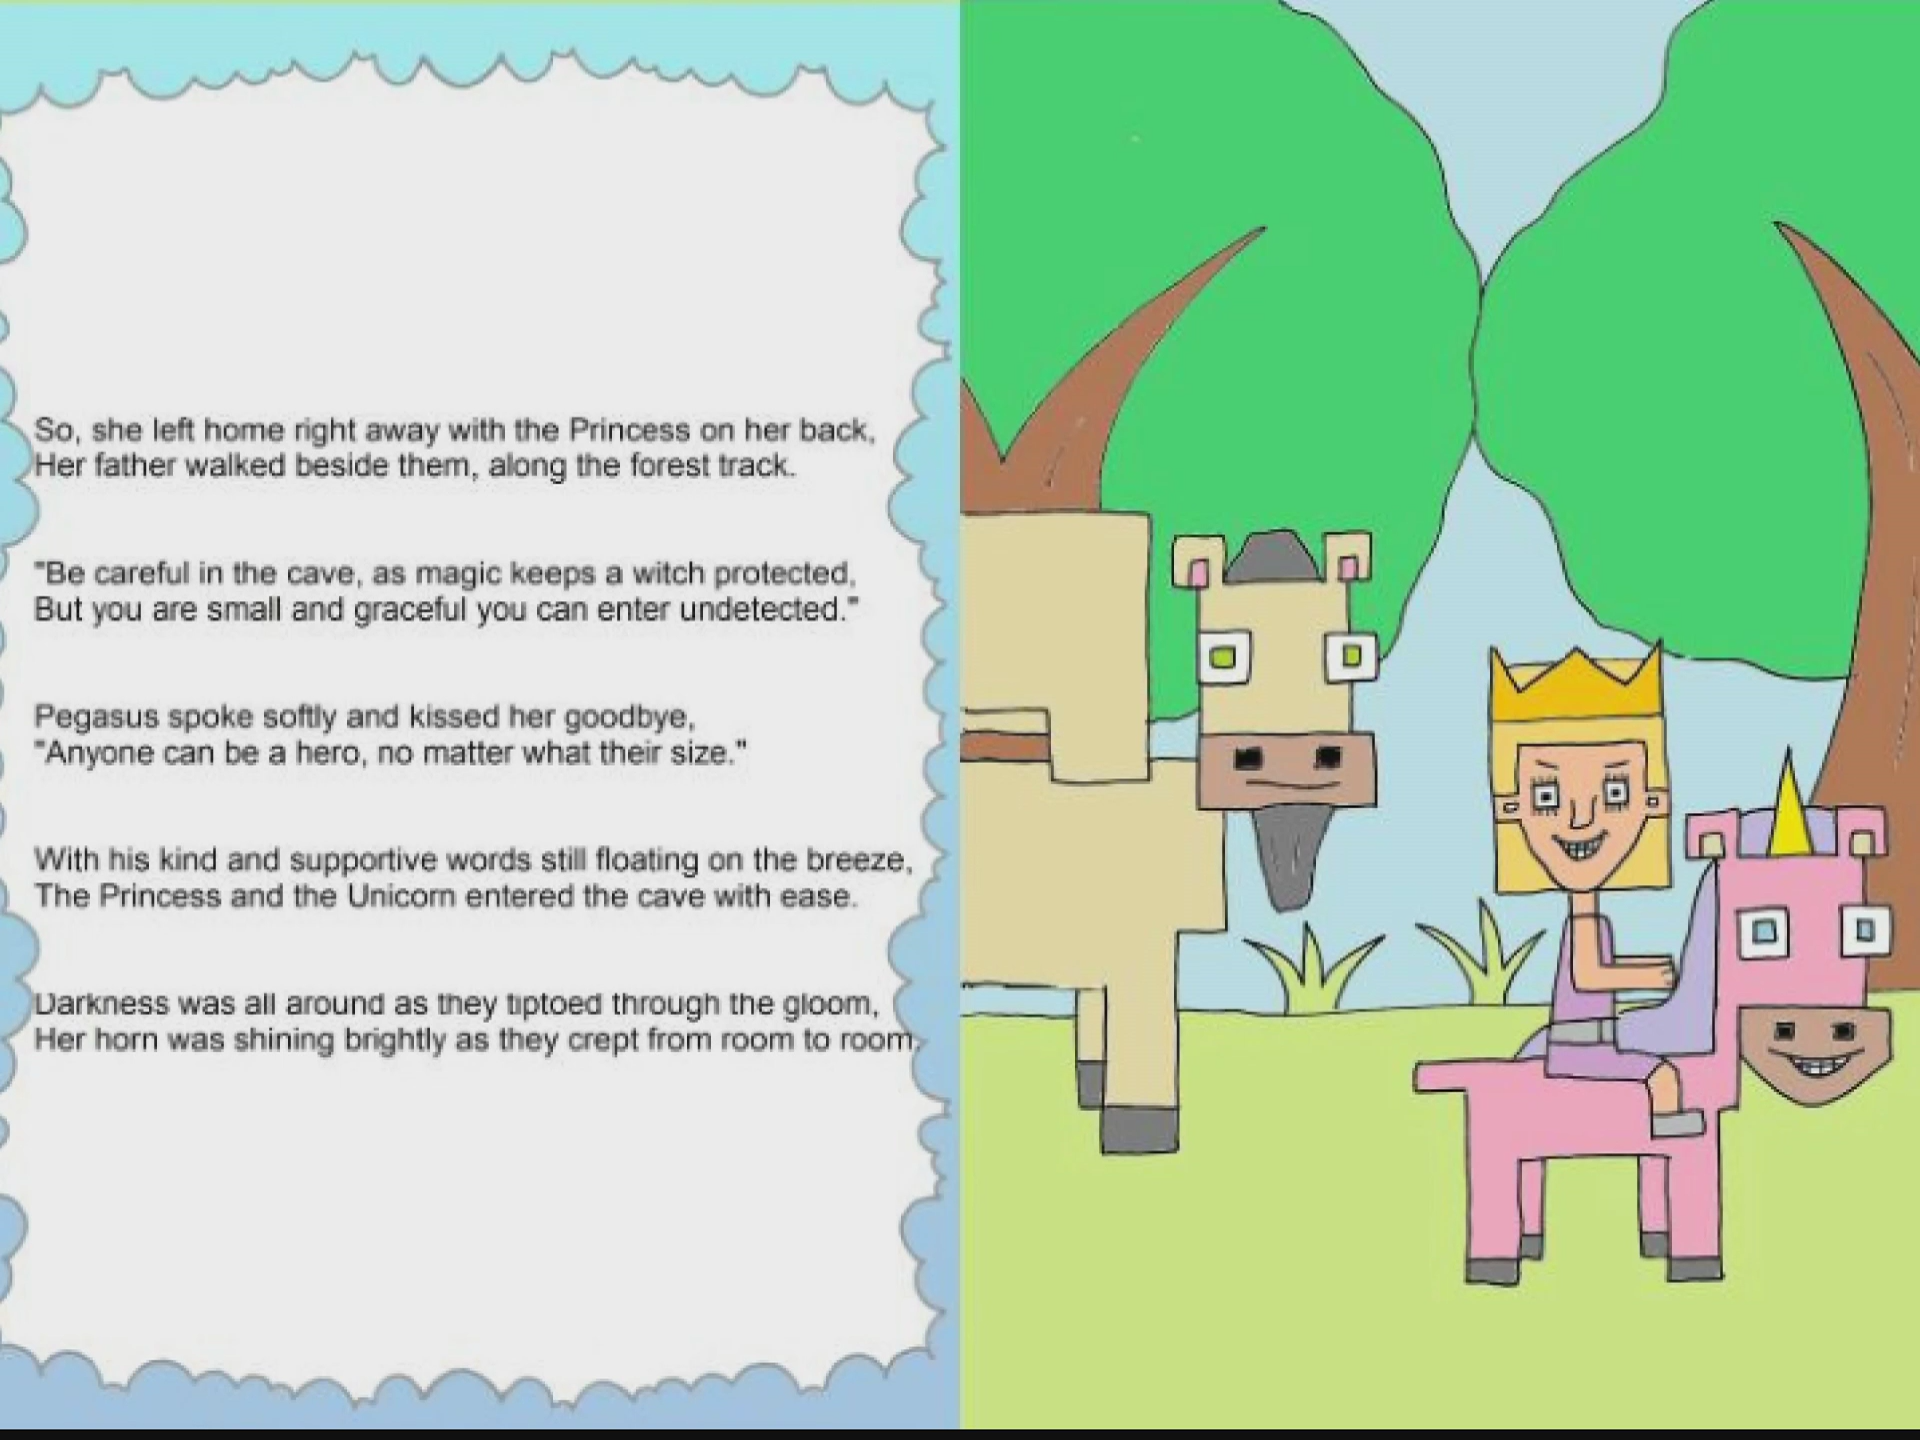 So, she left home right away with the Princess on her back,
Her father walked beside them, along the forest track.
"Be careful in the cave, as magic keeps a witch protected,
But you are small and graceful you can enter undetected."
Pegasus spoke softly and kissed her goodbye,
"Anyone can be a hero, no matter what their size."
With his kind and supportive words still floating on the breeze,
The Princess and the Unicorn entered the cave with ease.
Darkness was all around as they tiptoed through the gloom,
Her horn was shining brightly as they crept from room to room.